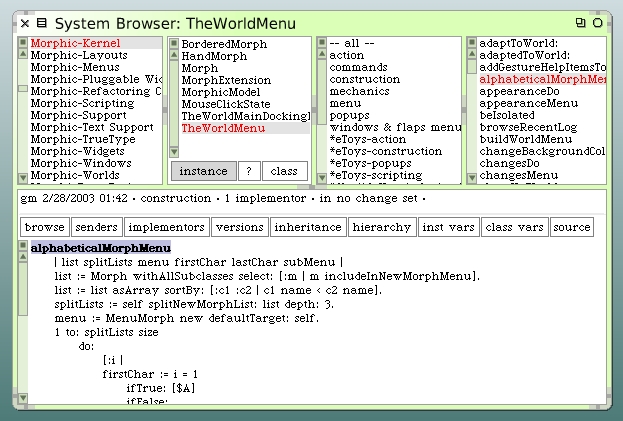 System Browser: TheWorldMenu
Morphic-Kernel
Morphic-Layouts
Morphic-Menus
Morphic-Pluggable Wid
Morphic-Refactoring C
Morphic-Scripting
Morphic-Support
Morphic-Text Support
Morphic-TrueType
Morphic-Widgets
Morphic-Windows
Morphic-Worlds
BorderedMorph
HandMorph
Morph
MorphExtension
MorphicModel
MouseClickState
TheWorldMainDockingB
TheWorldMenu
instance ? class
-- all --
action
commands
construction
mechanics
menu
popups
windows & flaps menu
*eToys-action
*eToys-construction
*eToys-popups
*eToys-scripting
adaptToWorld:
adaptedToWorld:
addGestureHelpItemsTo
alphabeticalMorphMen
appearanceDo
appearanceMenu
beIsolated
browseRecentLog
buildWorldMenu
changeBackgroundCol
changesDo
changesMenu
gm 2/28/2003 01:42 · construction · 1 implementor · in no change set ·
browse senders implementors versions inheritance hierarchy inst vars class vars source
alphabeticalMorphMenu
| list splitLists menu firstChar lastChar subMenu |
list := Morph withAllSubclasses select: [:m | m includeInNewMorphMenu].
list := list asArray sortBy: [:c1 :c2 | c1 name < c2 name].
splitLists := self splitNewMorphList: list depth: 3.
menu := MenuMorph new defaultTarget: self.
1 to: splitLists size
do:
[:i |
firstChar := i = 1
ifTrue: [$A]
ifFalse: